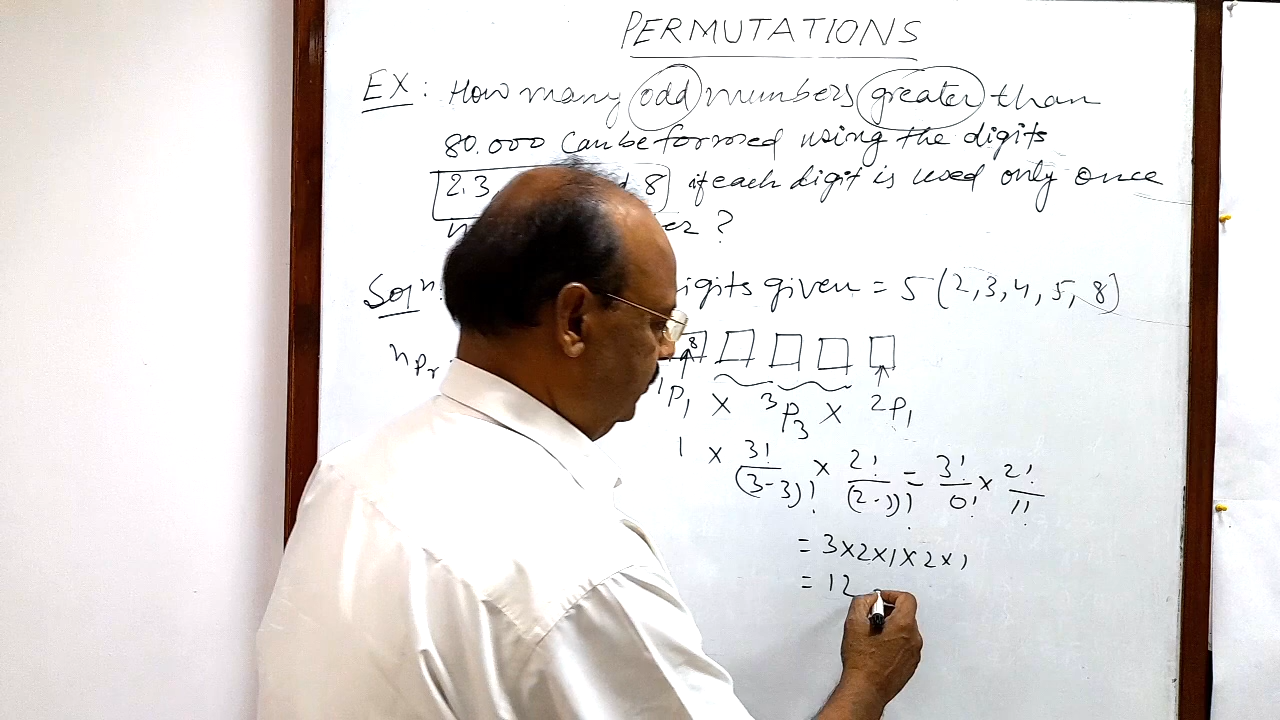 PERMUTATIONS
EX: How many odd numbers greater than
80.000 can be formed using the digits
2.3, 8 if each digit is used only once
?
Solⁿ: digits given = 5 (2,3,4,5,8)
ⁿPᵣ 8
¹P₁ × ³P₃ × ²P₁
1 × 3!/(3-3)! × 2!/(2-1)! = 3!/0! × 2!/1!
= 3×2×1×2×1
= 12